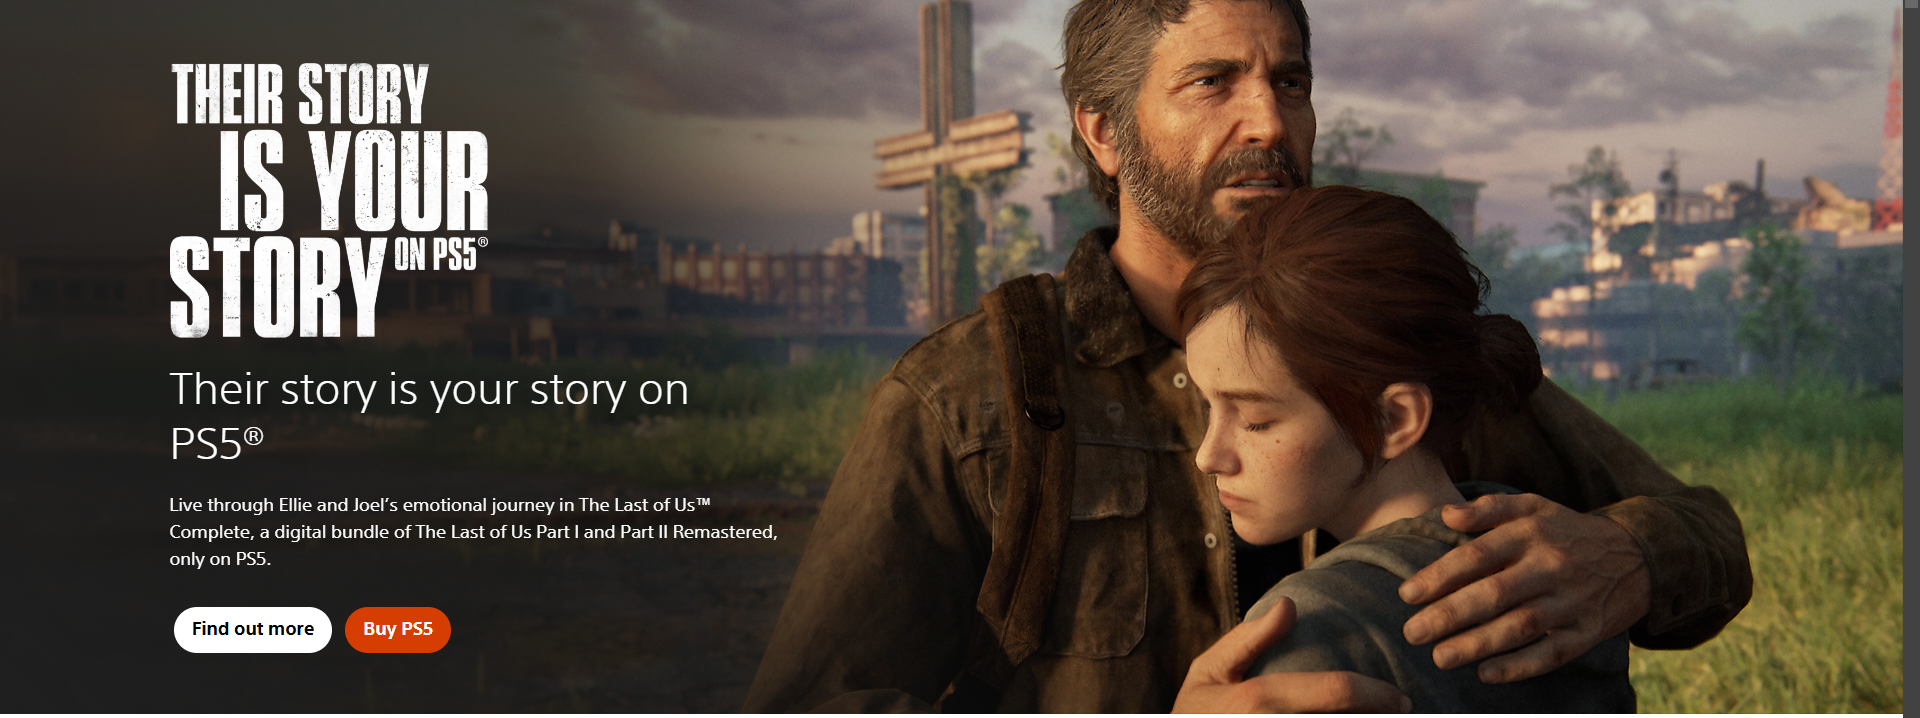 THEIR STORY
IS YOUR
STORY ON PS5®
Their story is your story on
PS5®
Live through Ellie and Joel’s emotional journey in The Last of Us™
Complete, a digital bundle of The Last of Us Part I and Part II Remastered,
only on PS5.
Find out more
Buy PS5